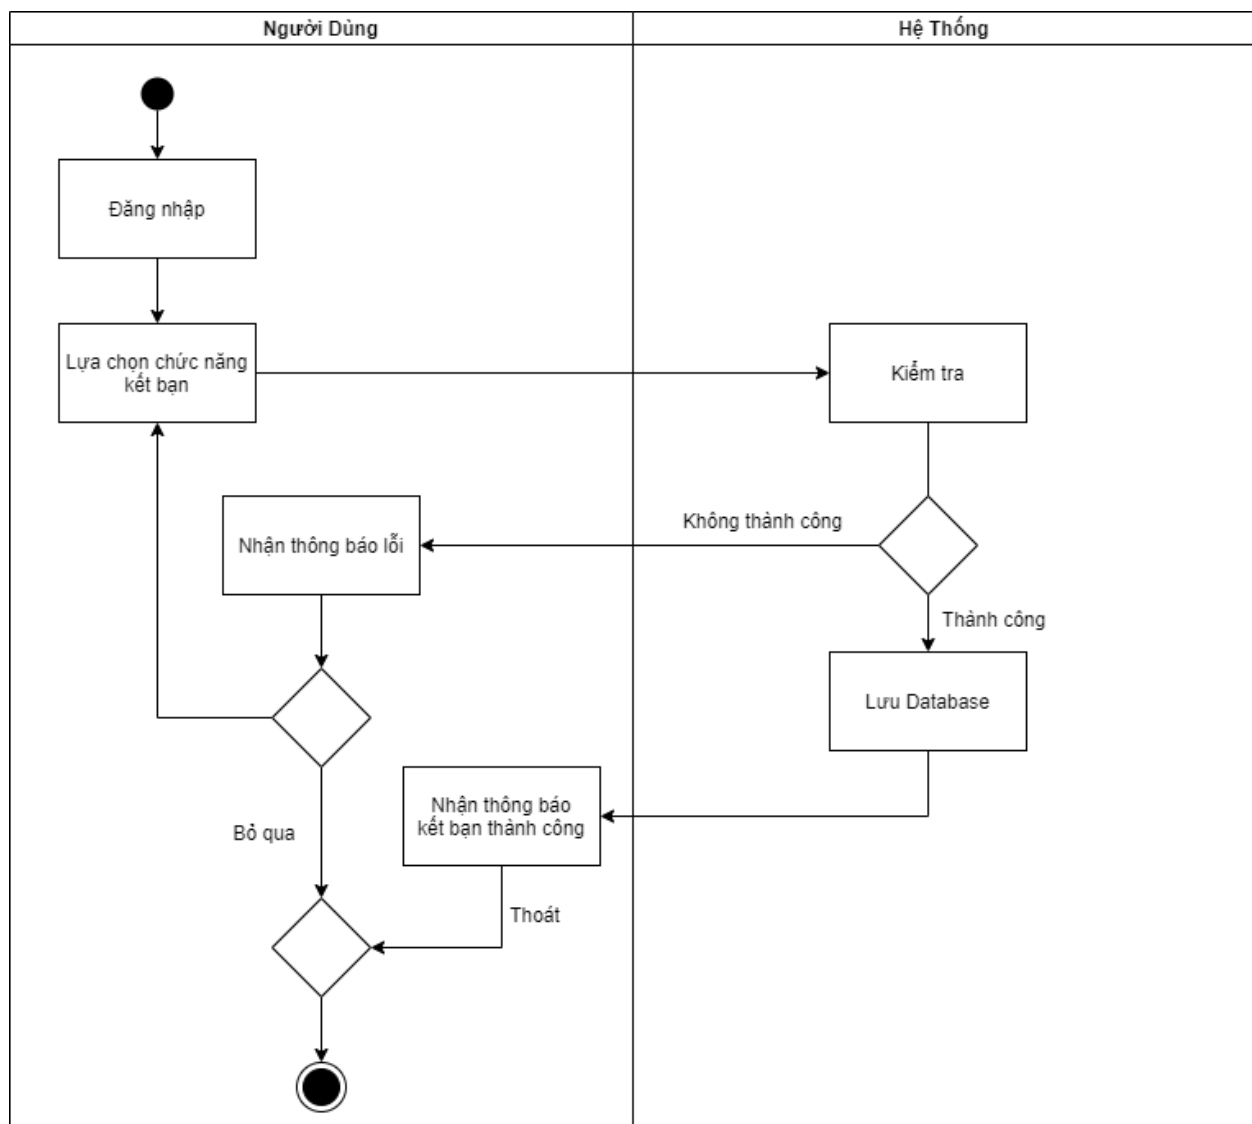 Người Dùng
Hệ Thống
Đăng nhập
Lựa chọn chức năng
kết bạn
Kiểm tra
Không thành công
Nhận thông báo lỗi
Thành công
Lưu Database
Nhận thông báo
kết bạn thành công
Bỏ qua
Thoát